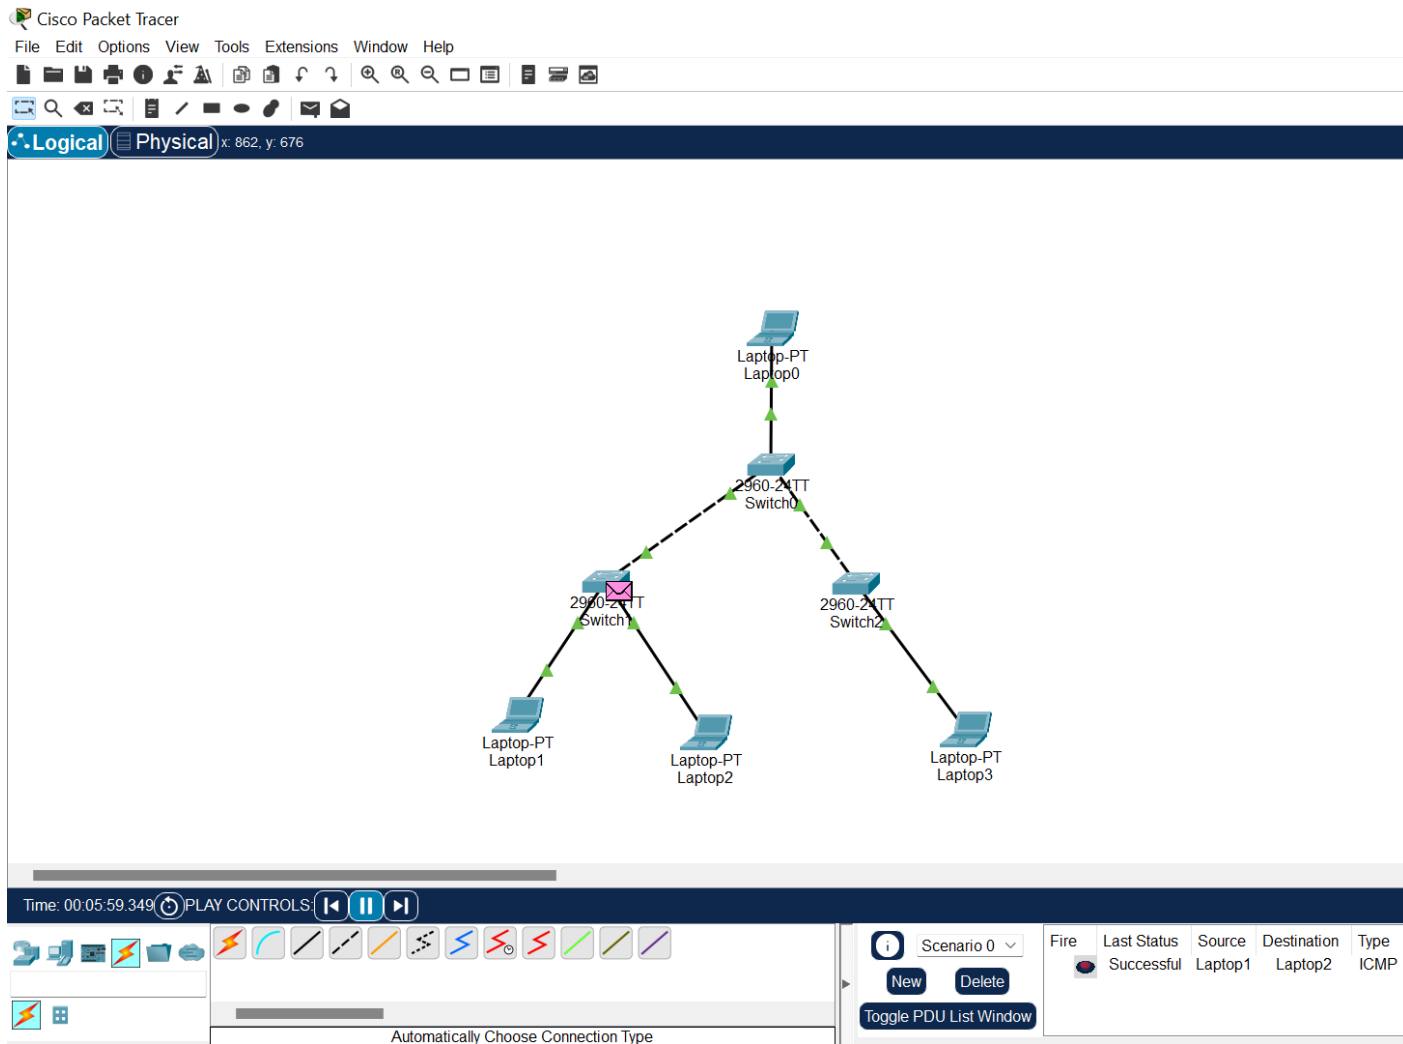 Cisco Packet Tracer
File Edit Options View Tools Extensions Window Help
Logical Physical x: 862, y: 676
Laptop-PT
Laptop0
2960-24TT
Switch0
2960-24TT
Switch1
2960-24TT
Switch2
Laptop-PT
Laptop1
Laptop-PT
Laptop2
Laptop-PT
Laptop3
Time: 00:05:59.349 PLAY CONTROLS:
Scenario 0
New Delete
Toggle PDU List Window
Fire Last Status Source Destination Type
Successful Laptop1 Laptop2 ICMP
Automatically Choose Connection Type